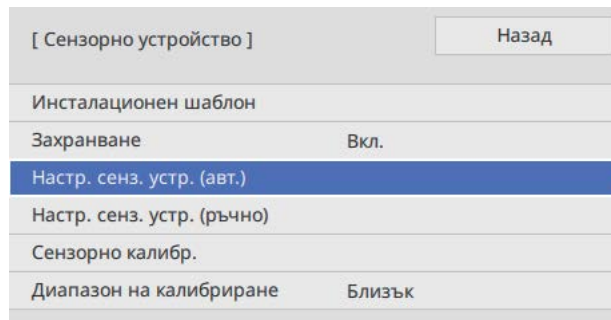 [ Сензорно устройство ] Назад
Инсталационен шаблон
Захранване Вкл.
Настр. сенз. устр. (авт.)
Настр. сенз. устр. (ръчно)
Сензорно калибр.
Диапазон на калибриране Близък